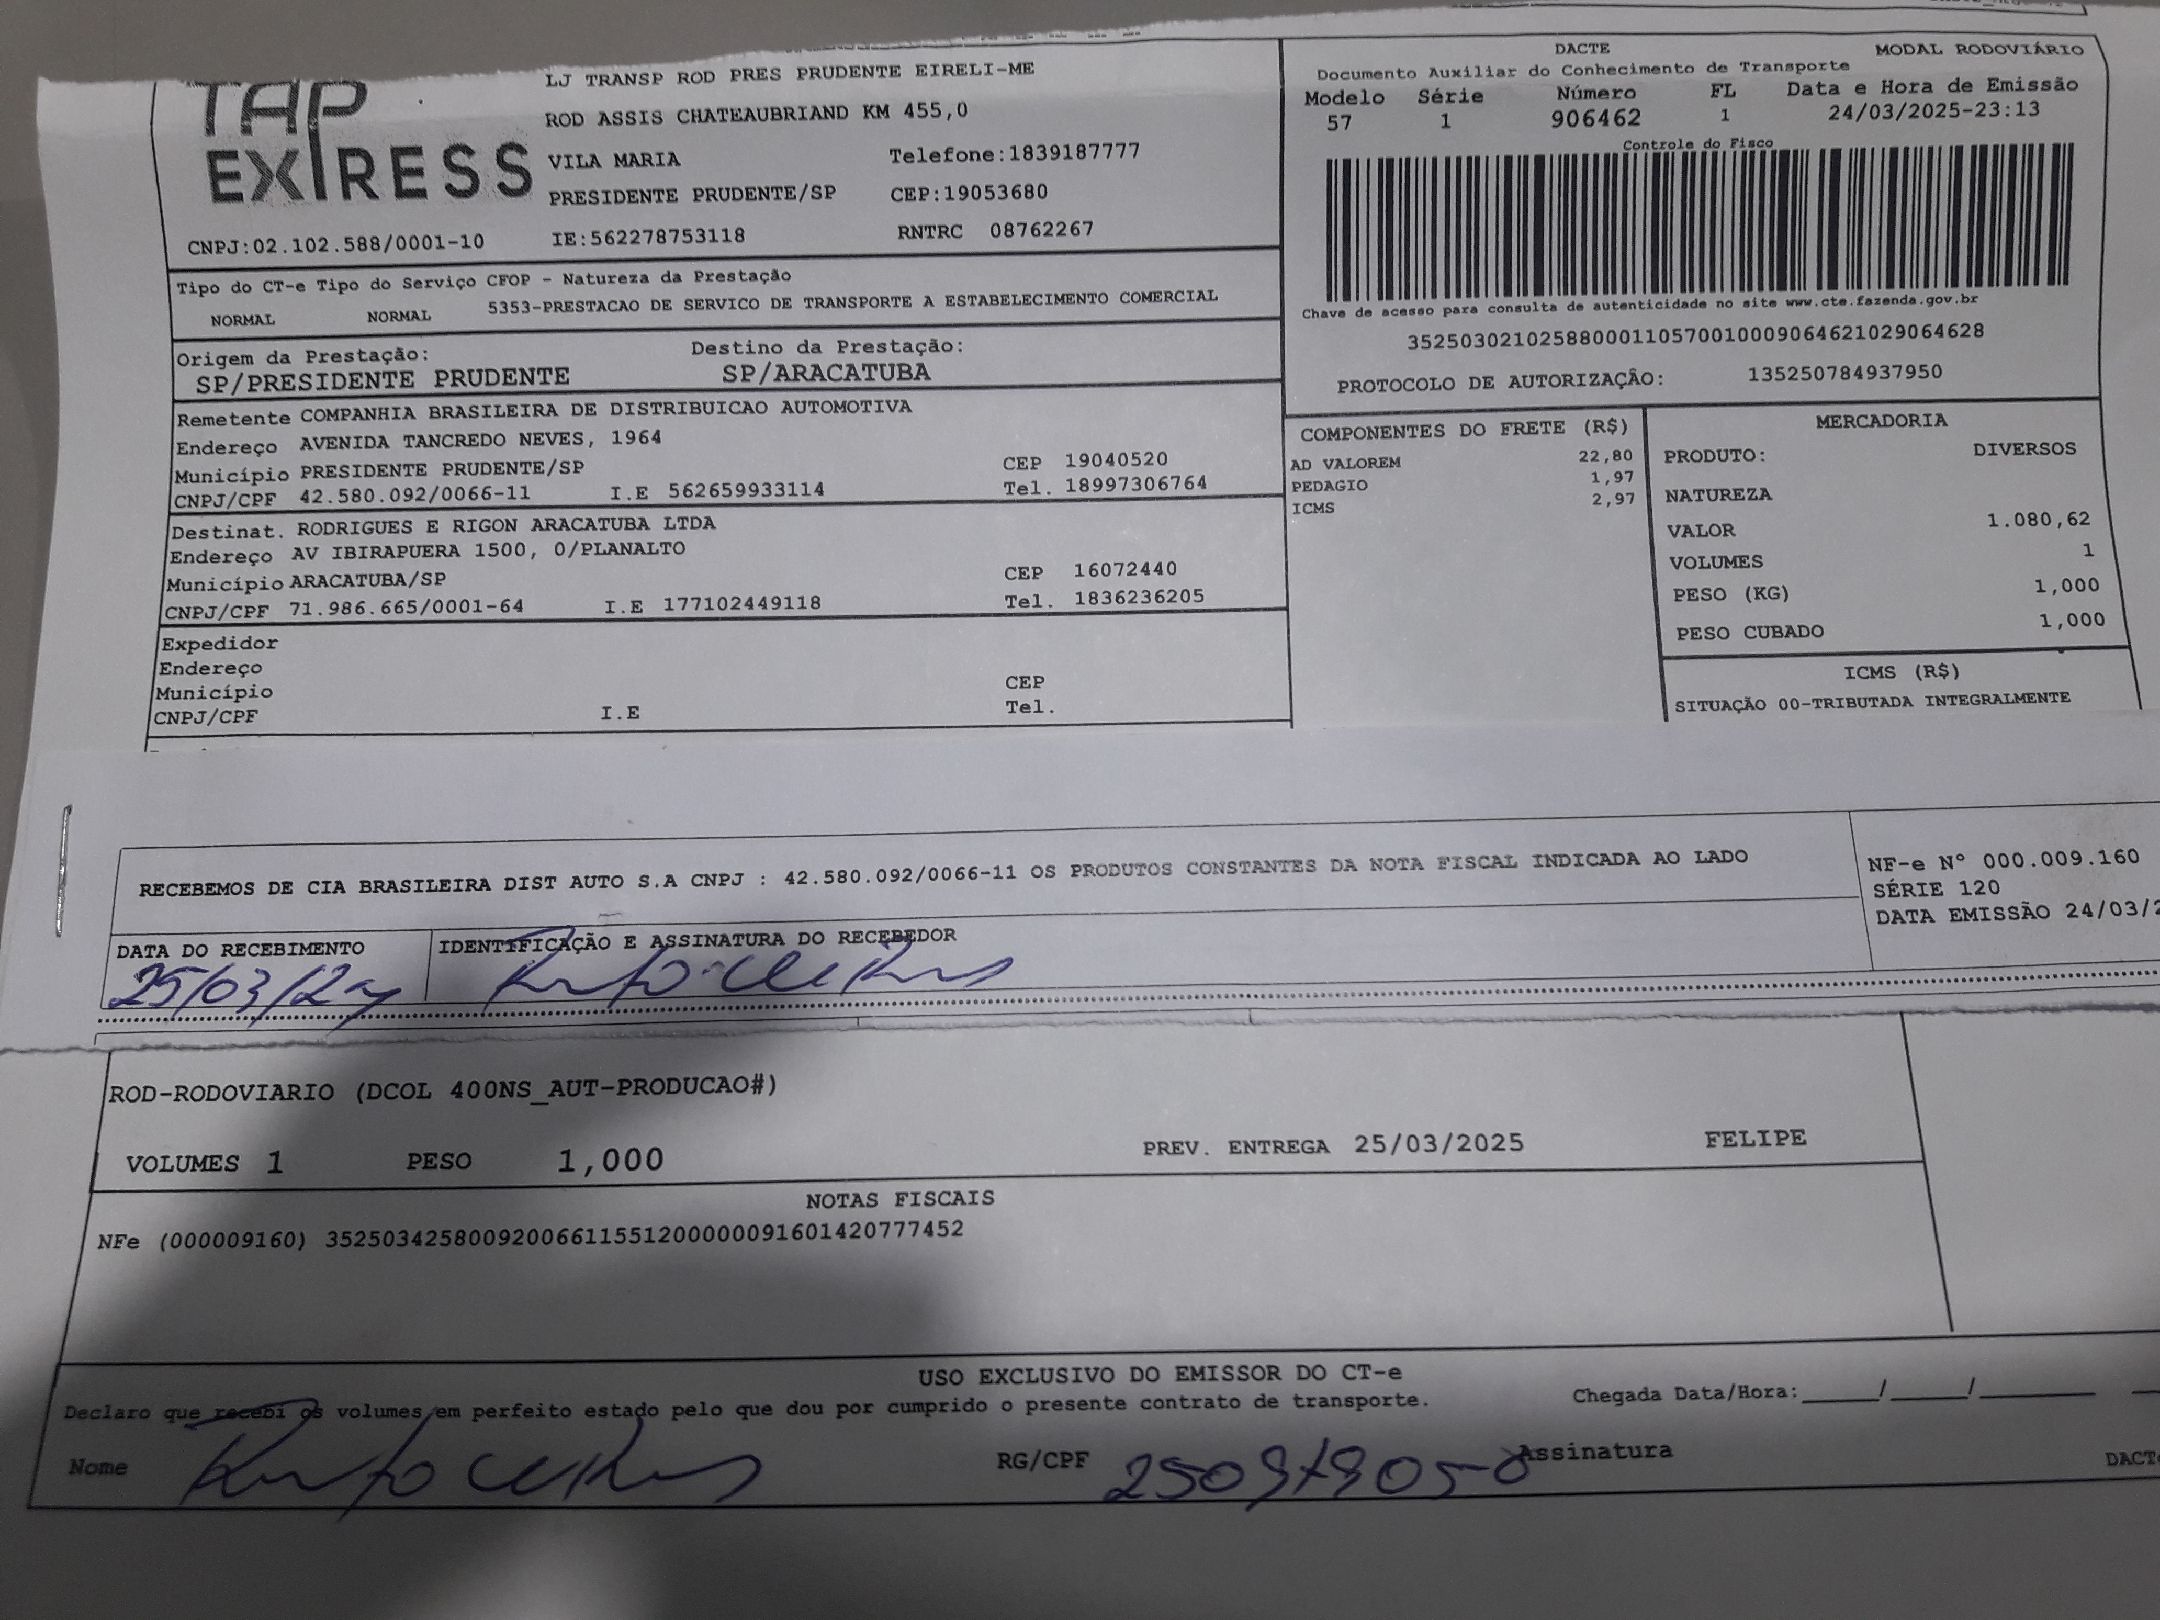 TAP EXPRESS
LJ TRANSP ROD PRES PRUDENTE EIRELI-ME
ROD ASSIS CHATEAUBRIAND KM 455,0
VILA MARIA Telefone:1839187777
PRESIDENTE PRUDENTE/SP CEP:19053680
CNPJ:02.102.588/0001-10 IE:562278753118 RNTRC 08762267
DACTE MODAL RODOVIÁRIO
Documento Auxiliar do Conhecimento de Transporte
Modelo Série Número FL Data e Hora de Emissão
57 1 906462 1 24/03/2025-23:13
Controle do Fisco
Chave de acesso para consulta de autenticidade no site www.cte.fazenda.gov.br
35250302102588000110570010009064621029064628
PROTOCOLO DE AUTORIZAÇÃO: 135250784937950
Tipo do CT-e Tipo do Serviço CFOP - Natureza da Prestação
NORMAL NORMAL 5353-PRESTACAO DE SERVICO DE TRANSPORTE A ESTABELECIMENTO COMERCIAL
Origem da Prestação: Destino da Prestação:
SP/PRESIDENTE PRUDENTE SP/ARACATUBA
Remetente COMPANHIA BRASILEIRA DE DISTRIBUICAO AUTOMOTIVA
Endereço AVENIDA TANCREDO NEVES, 1964
Município PRESIDENTE PRUDENTE/SP CEP 19040520
CNPJ/CPF 42.580.092/0066-11 I.E 562659933114 Tel. 18997306764
Destinat. RODRIGUES E RIGON ARACATUBA LTDA
Endereço AV IBIRAPUERA 1500, 0/PLANALTO
Município ARACATUBA/SP CEP 16072440
CNPJ/CPF 71.986.665/0001-64 I.E 177102449118 Tel. 1836236205
Expedidor
Endereço
Município CEP
CNPJ/CPF I.E Tel.
COMPONENTES DO FRETE (R$)
AD VALOREM 22,80
PEDAGIO 1,97
ICMS 2,97
MERCADORIA
PRODUTO: DIVERSOS
NATUREZA
VALOR 1.080,62
VOLUMES 1
PESO (KG) 1,000
PESO CUBADO 1,000
ICMS (R$)
SITUAÇÃO 00-TRIBUTADA INTEGRALMENTE
RECEBEMOS DE CIA BRASILEIRA DIST AUTO S.A CNPJ : 42.580.092/0066-11 OS PRODUTOS CONSTANTES DA NOTA FISCAL INDICADA AO LADO
NF-e Nº 000.009.160
SÉRIE 120
DATA EMISSÃO 24/03/2
DATA DO RECEBIMENTO IDENTIFICAÇÃO E ASSINATURA DO RECEBEDOR
25/03/
ROD-RODOVIARIO (DCOL 400NS_AUT-PRODUCAO#)
VOLUMES 1 PESO 1,000 PREV. ENTREGA 25/03/2025 FELIPE
NOTAS FISCAIS
NFe (000009160) 35250342580092006611551200000091601420777452
USO EXCLUSIVO DO EMISSOR DO CT-e
Declaro que recebi os volumes em perfeito estado pelo que dou por cumprido o presente contrato de transporte. Chegada Data/Hora:____/____/______
Nome RG/CPF Assinatura